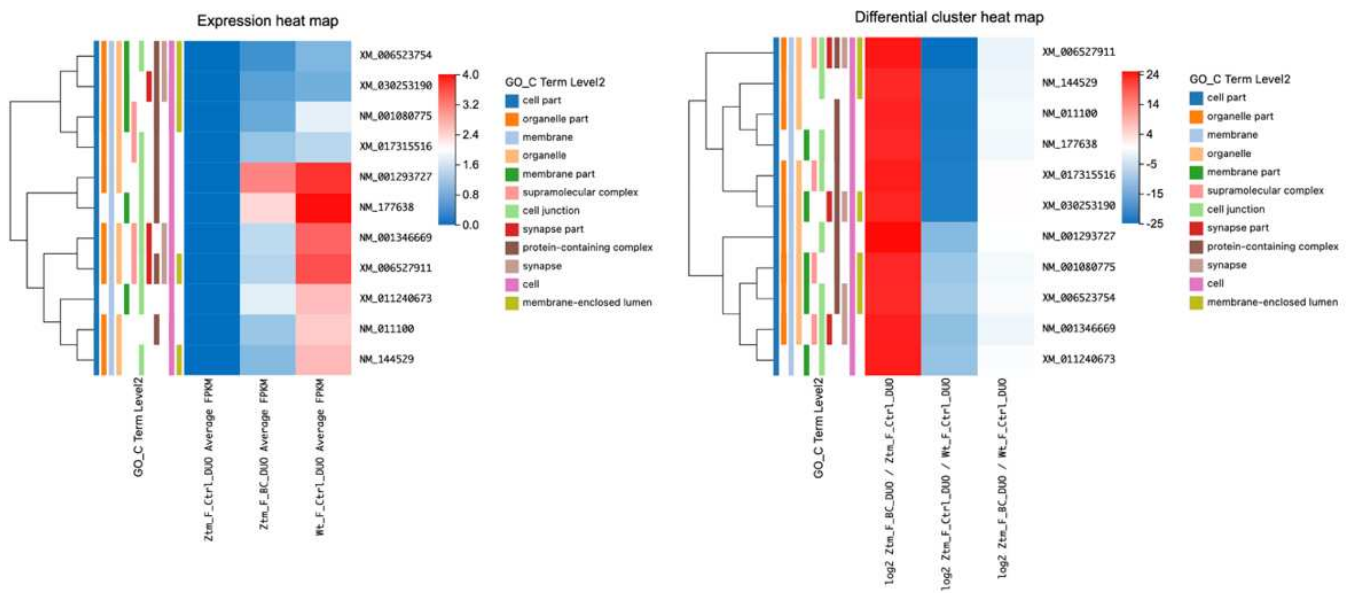 Expression heat map
XM_006523754
XM_030253190
NM_001080775
XM_017315516
NM_001293727
NM_177638
NM_001346669
XM_006527911
XM_011240673
NM_011100
NM_144529
4.0
3.2
2.4
1.6
0.8
0.0
GO_C Term Level2
cell part
organelle part
membrane
organelle
membrane part
supramolecular complex
cell junction
synapse part
protein-containing complex
synapse
cell
membrane-enclosed lumen
GO_C Term Level2
Ztm_F_Ctrl_DUO Average FPKM
Ztm_F_BC_DUO Average FPKM
Wt_F_Ctrl_DUO Average FPKM
Differential cluster heat map
XM_006527911
NM_144529
NM_011100
NM_177638
XM_017315516
XM_030253190
NM_001293727
NM_001080775
XM_006523754
NM_001346669
XM_011240673
24
14
4
-5
-15
-25
GO_C Term Level2
cell part
organelle part
membrane
organelle
membrane part
supramolecular complex
cell junction
synapse part
protein-containing complex
synapse
cell
membrane-enclosed lumen
GO_C Term Level2
log2 Ztm_F_BC_DUO / Ztm_F_Ctrl_DUO
log2 Ztm_F_Ctrl_DUO / Wt_F_Ctrl_DUO
log2 Ztm_F_BC_DUO / Wt_F_Ctrl_DUO